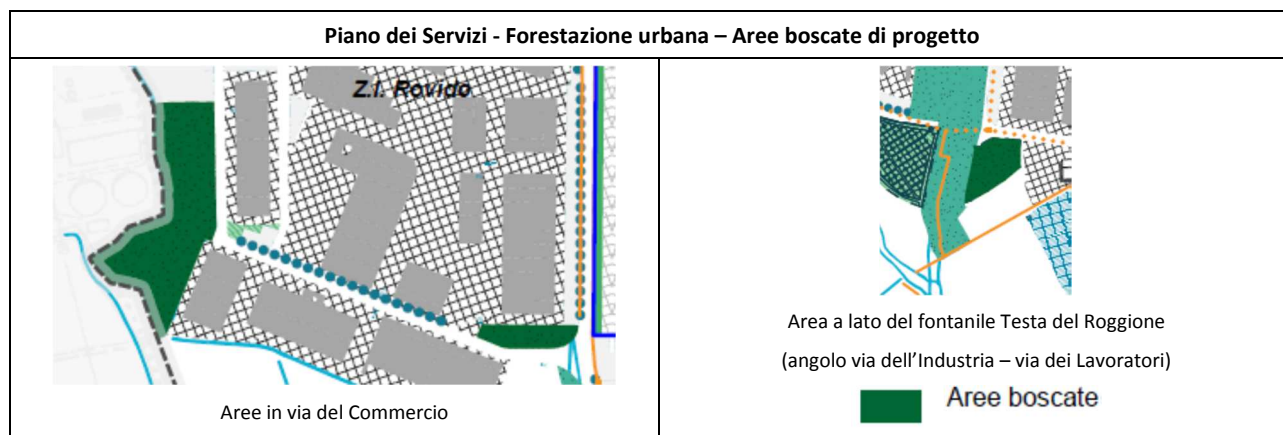 Piano dei Servizi - Forestazione urbana – Aree boscate di progetto
Z.I. Rovido
Aree in via del Commercio
Area a lato del fontanile Testa del Roggione
(angolo via dell’Industria – via dei Lavoratori)
Aree boscate